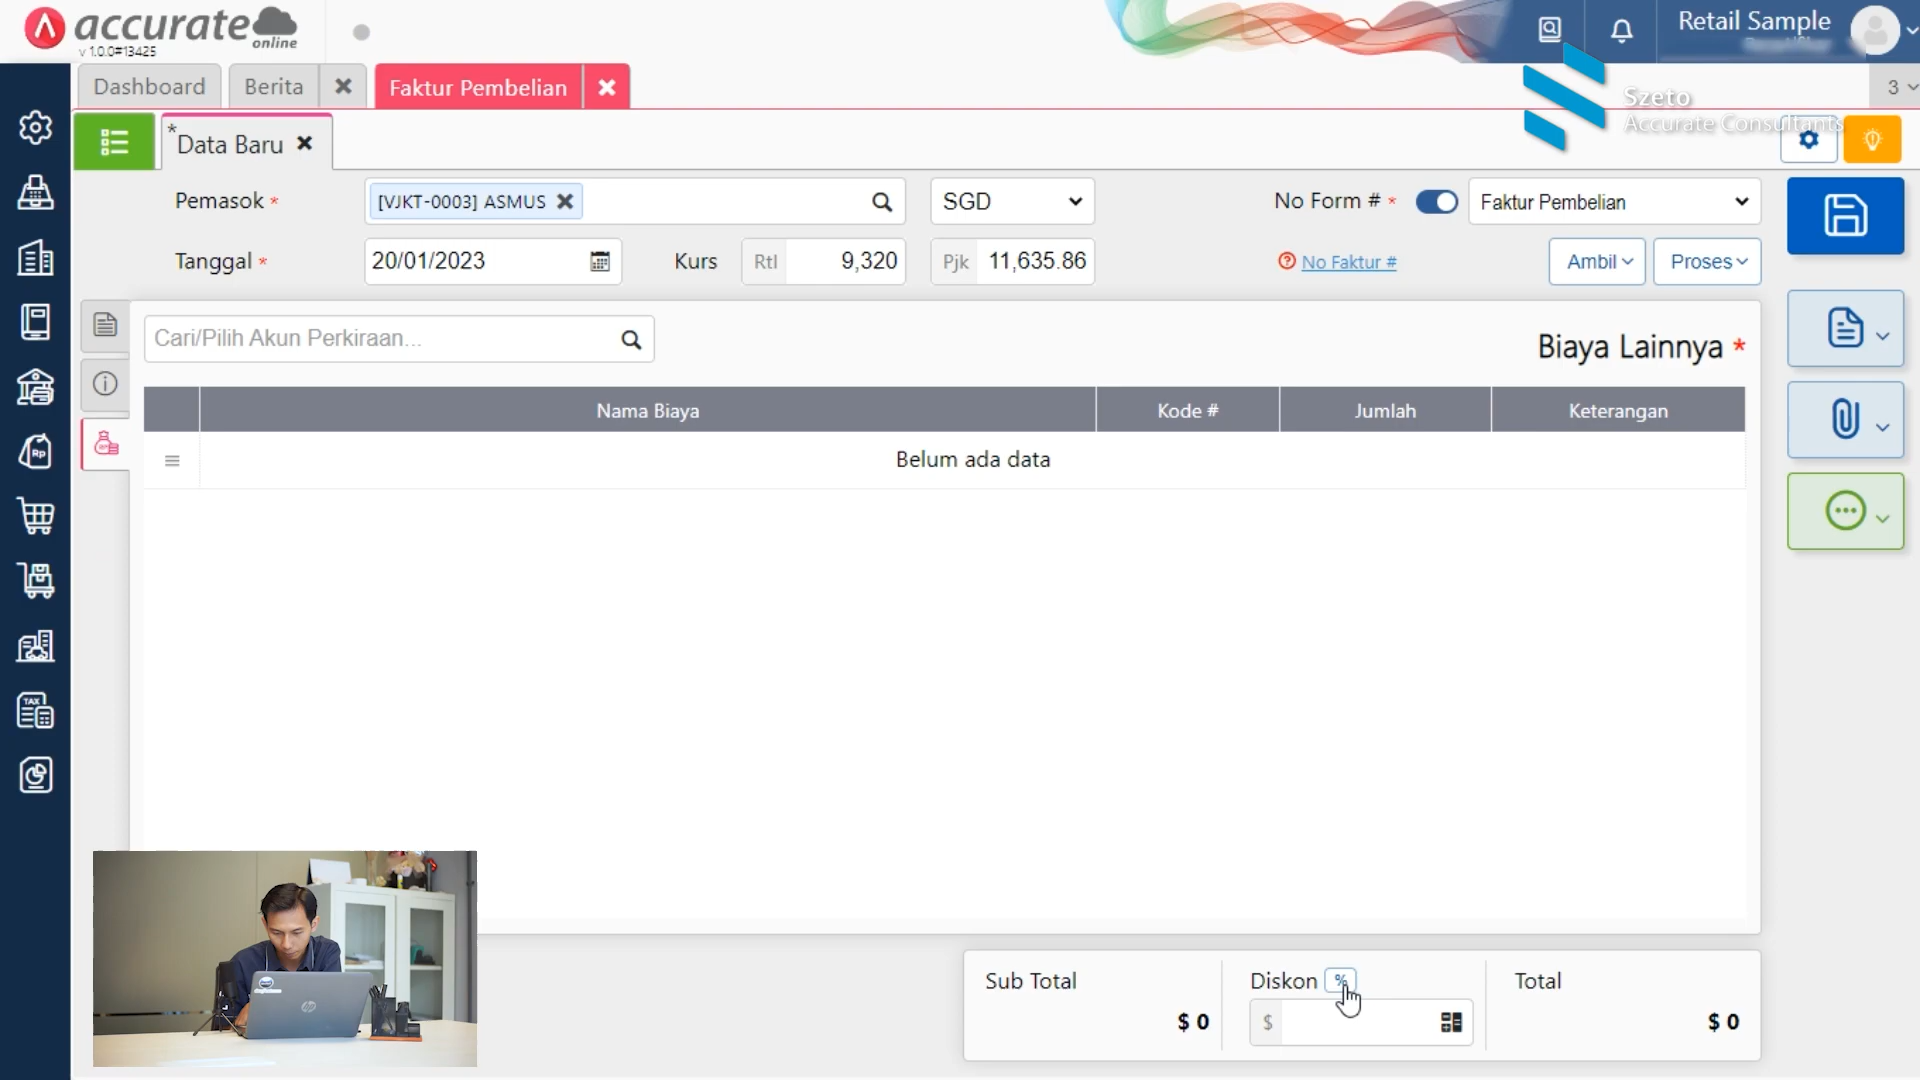 accurate
online
v 1.0.0#13425
Retail Sample
Dashboard
Berita
Faktur Pembelian
3
Szeto
Accurate Consultants
*Data Baru
Pemasok *
[VJKT-0003] ASMUS
SGD
No Form # *
Faktur Pembelian
Tanggal *
20/01/2023
Kurs
Rtl 9,320
Pjk 11,635.86
No Faktur #
Ambil
Proses
Cari/Pilih Akun Perkiraan...
Biaya Lainnya *
Nama Biaya
Kode #
Jumlah
Keterangan
Belum ada data
Rp
TAX
Sub Total
$ 0
Diskon %
$
Total
$ 0
hp